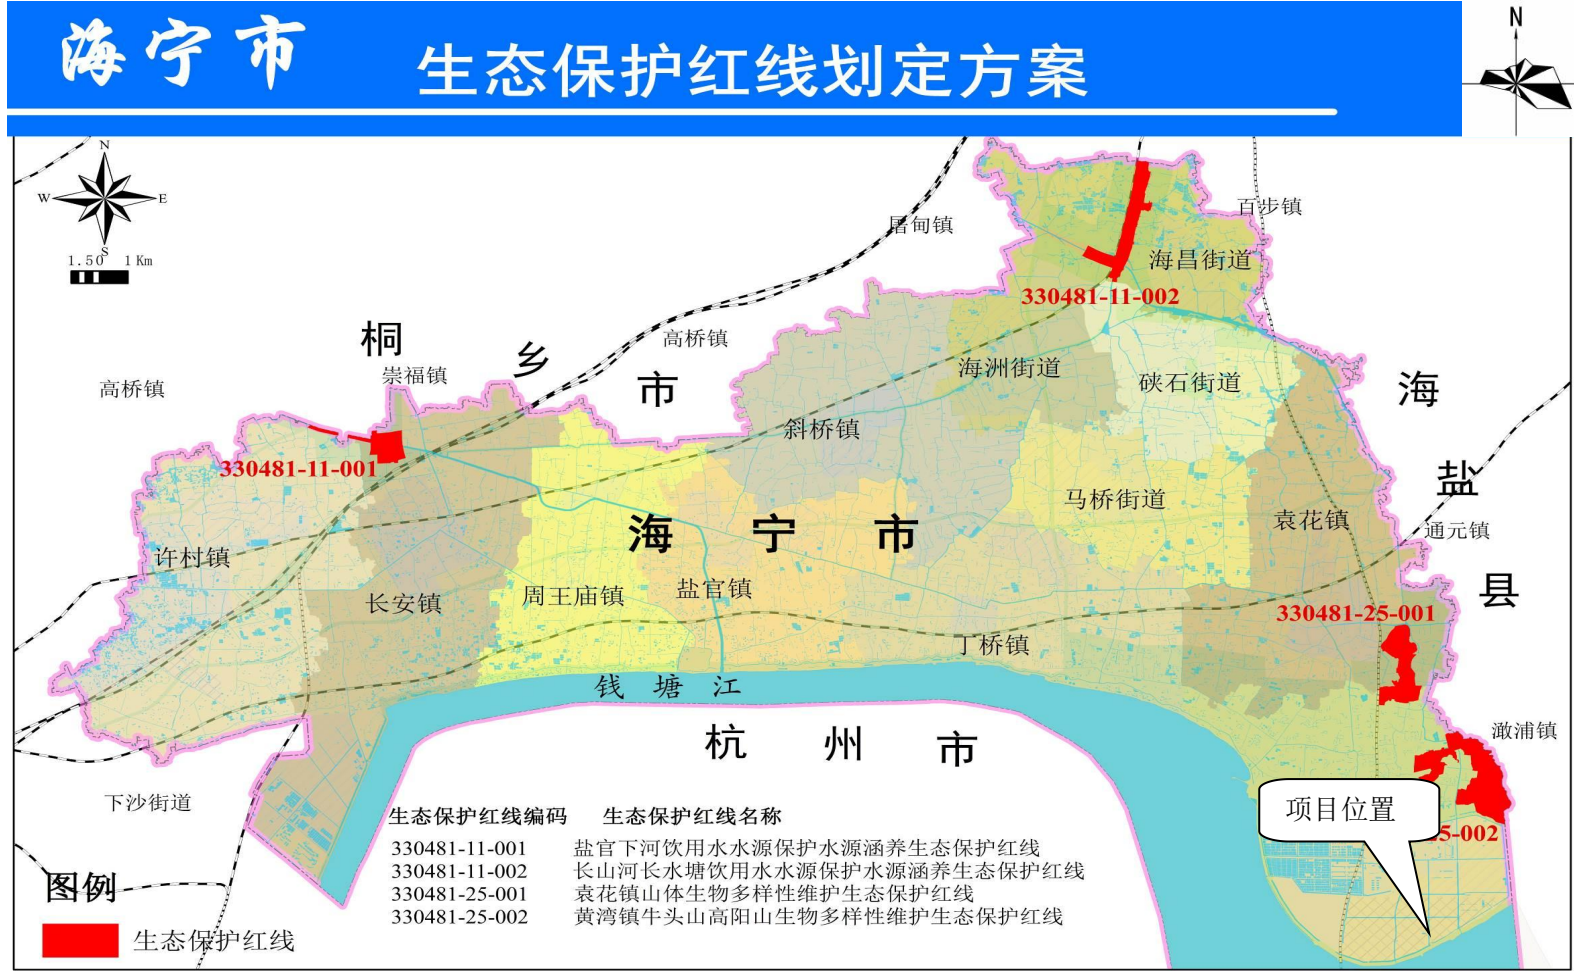 海宁市 生态保护红线划定方案
N
N
W E
S
1.50 1 Km
百步镇
屠甸镇
海昌街道
330481-11-002
桐乡市
高桥镇
崇福镇
高桥镇
海洲街道
硖石街道
海盐县
斜桥镇
330481-11-001
马桥街道
袁花镇
通元镇
海宁市
许村镇
长安镇
周王庙镇
盐官镇
330481-25-001
丁桥镇
钱塘江
杭州市
澉浦镇
下沙街道
项目位置
25-002
生态保护红线编码 生态保护红线名称
330481-11-001 盐官下河饮用水水源保护水源涵养生态保护红线
330481-11-002 长山河长水塘饮用水水源保护水源涵养生态保护红线
330481-25-001 袁花镇山体生物多样性维护生态保护红线
330481-25-002 黄湾镇牛头山高阳山生物多样性维护生态保护红线
图例
生态保护红线